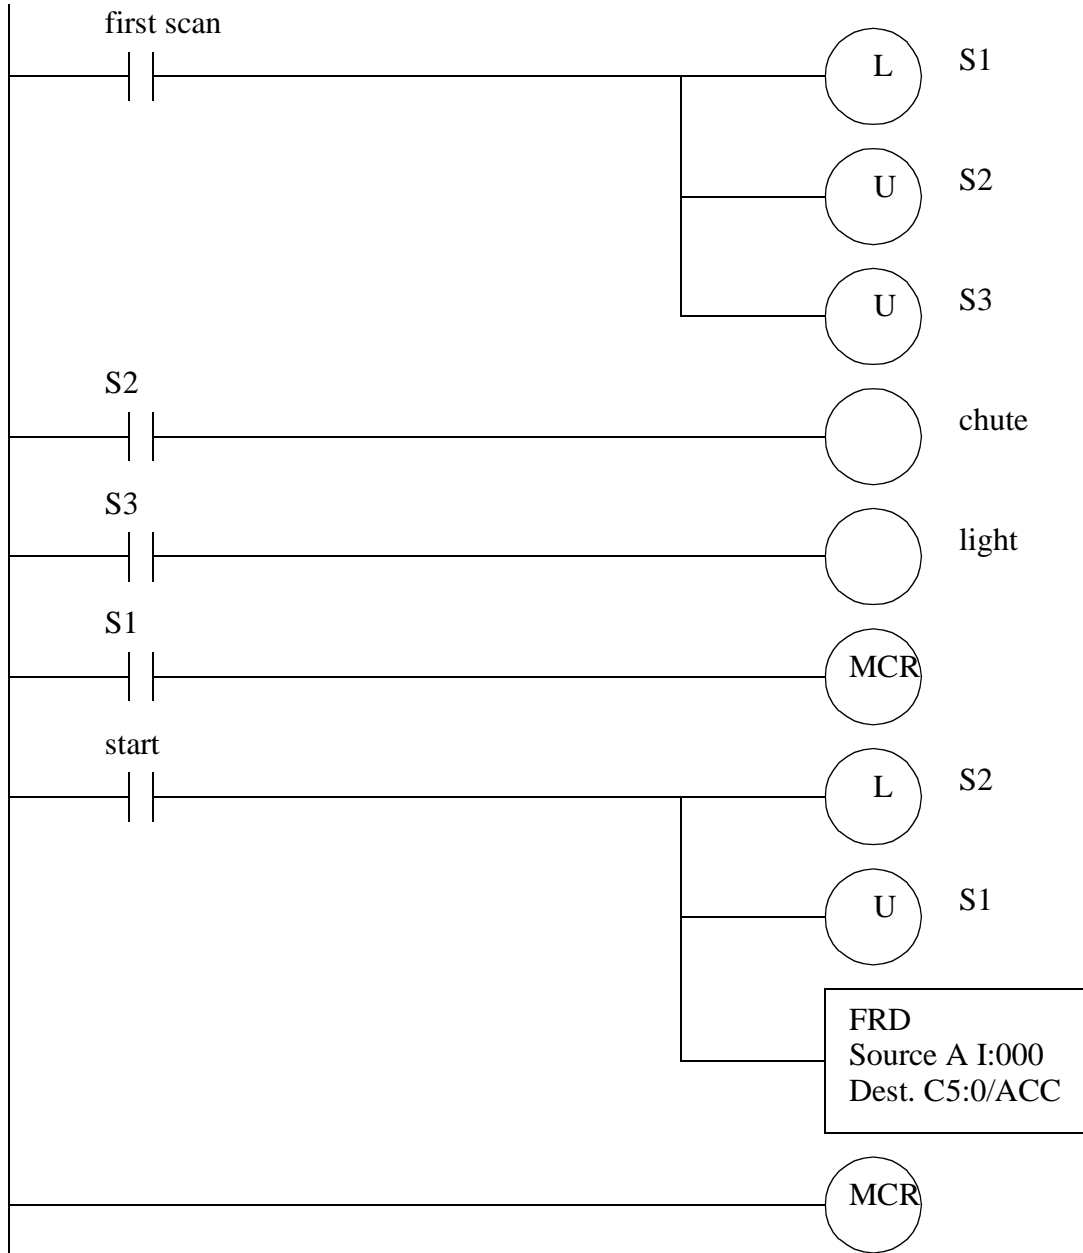 first scan
L S1
U S2
U S3
S2
chute
S3
light
S1
MCR
start
L S2
U S1
FRD
Source A I:000
Dest. C5:0/ACC
MCR